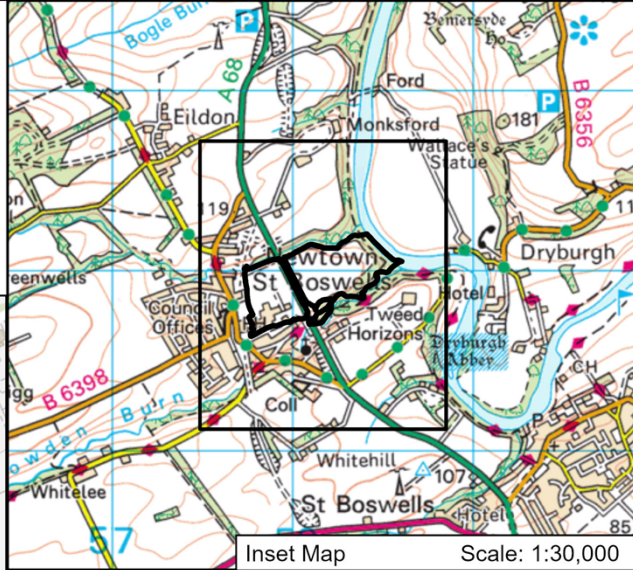 Bogle Burn
P
Bemersyde
Ho
A 68
Ford
P
Eildon
Monksford
181
B 6356
Wallace's
Statue
119
11
Newtown
St Boswells
Dryburgh
eenwells
Hotel
Council
Offices
Tweed
Horizons
Dryburgh
Abbey
CH
B 6398
Coll
P
owden Burn
Whitehill
107
Whitelee
St Boswells
Hotel
85
57
Inset Map Scale: 1:30,000